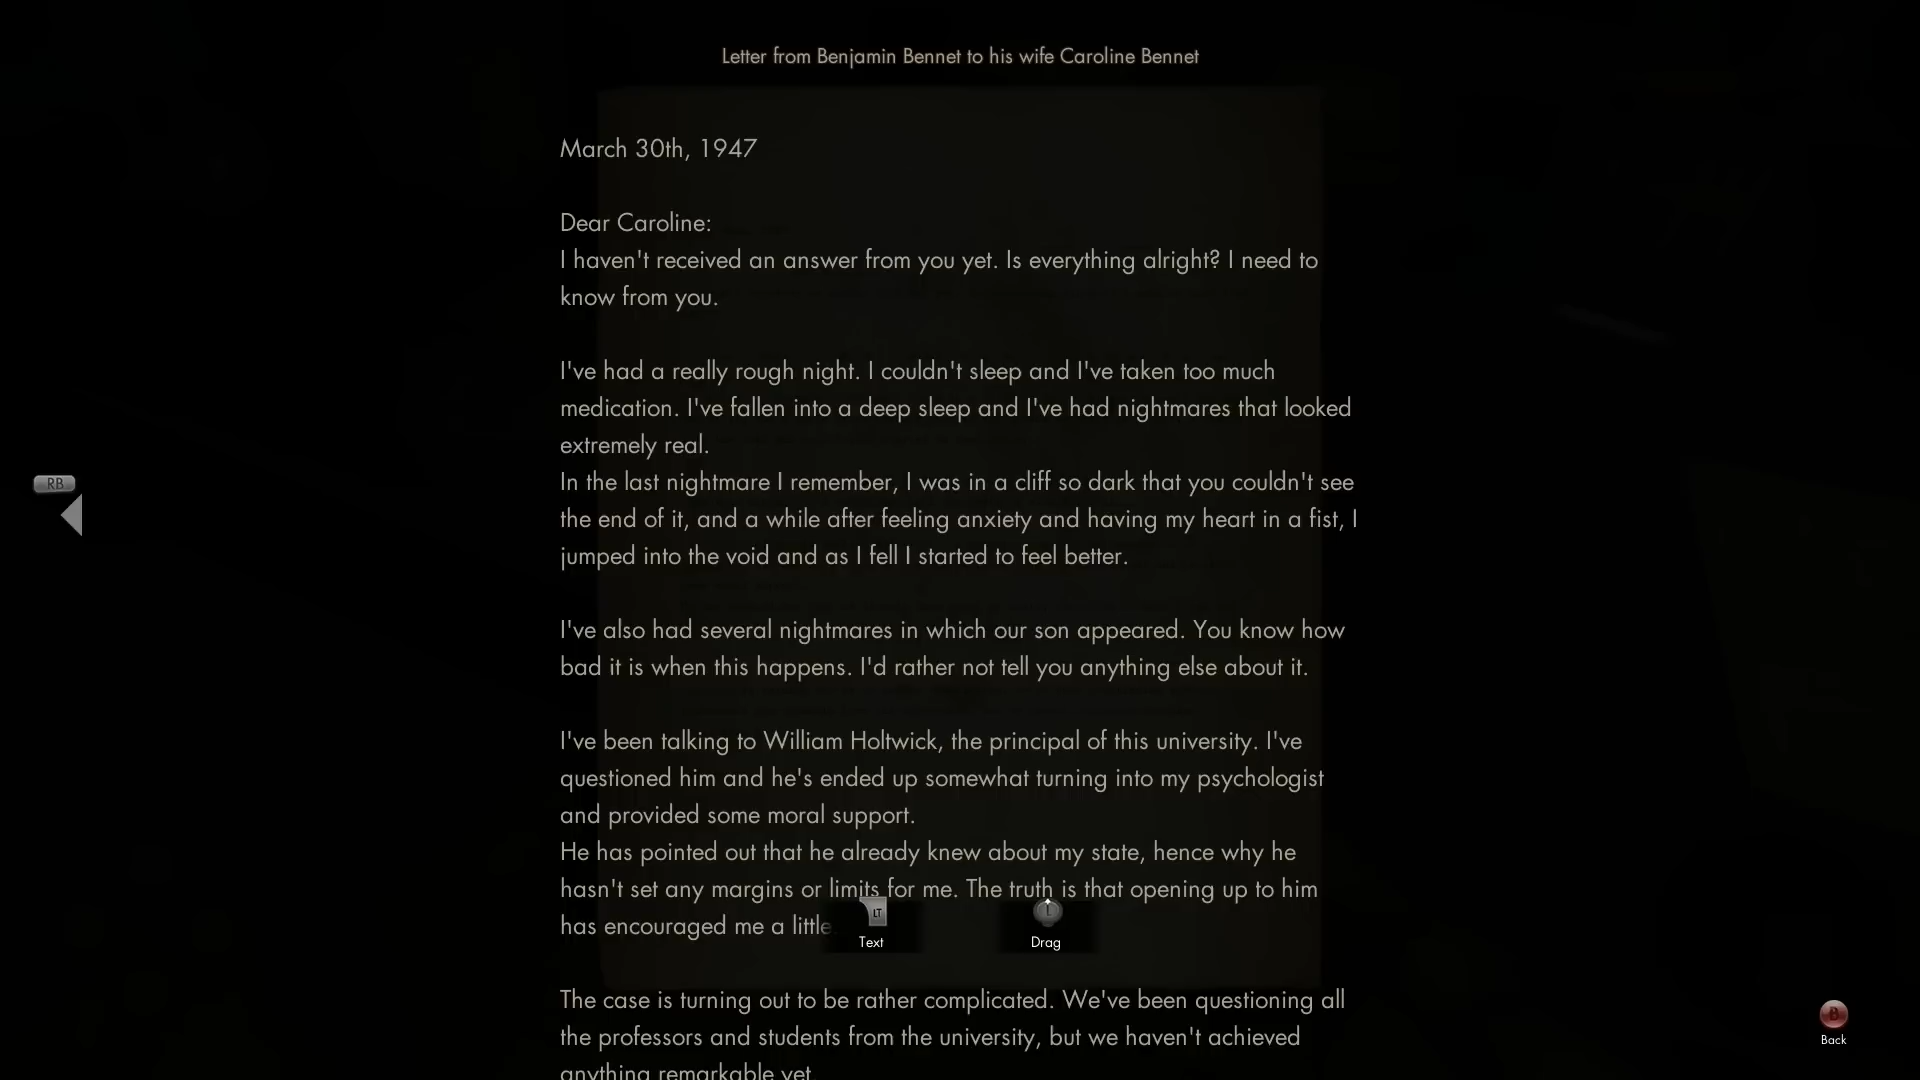 Letter from Benjamin Bennet to his wife Caroline Bennet
March 30th, 1947
Dear Caroline:
I haven't received an answer from you yet. Is everything alright? I need to
know from you.
I've had a really rough night. I couldn't sleep and I've taken too much
medication. I've fallen into a deep sleep and I've had nightmares that looked
extremely real.
In the last nightmare I remember, I was in a cliff so dark that you couldn't see
the end of it, and a while after feeling anxiety and having my heart in a fist, I
jumped into the void and as I fell I started to feel better.
I've also had several nightmares in which our son appeared. You know how
bad it is when this happens. I'd rather not tell you anything else about it.
I've been talking to William Holtwick, the principal of this university. I've
questioned him and he's ended up somewhat turning into my psychologist
and provided some moral support.
He has pointed out that he already knew about my state, hence why he
hasn't set any margins or limits for me. The truth is that opening up to him
has encouraged me a little.
The case is turning out to be rather complicated. We've been questioning all
the professors and students from the university, but we haven't achieved
anything remarkable yet.
RB
LT
Text
L
Drag
B
Back